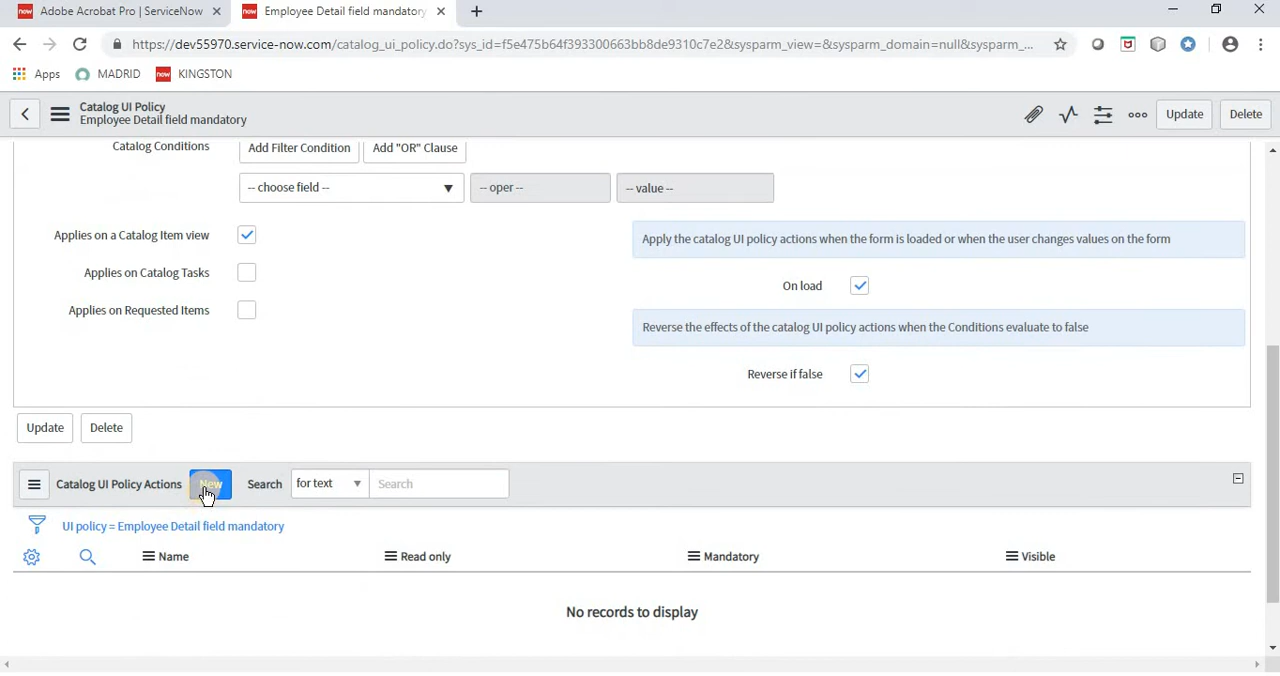 now Adobe Acrobat Pro | ServiceNow
now Employee Detail field mandatory
https://dev55970.service-now.com/catalog_ui_policy.do?sys_id=f5e475b64f393300663bb8de9310c7e2&sysparm_view=&sysparm_domain=null&sysparm_...
Apps MADRID now KINGSTON
Catalog UI Policy
Employee Detail field mandatory
Update Delete
Catalog Conditions Add Filter Condition Add "OR" Clause
-- choose field -- -- oper -- -- value --
Applies on a Catalog Item view
Apply the catalog UI policy actions when the form is loaded or when the user changes values on the form
Applies on Catalog Tasks
On load
Applies on Requested Items
Reverse the effects of the catalog UI policy actions when the Conditions evaluate to false
Reverse if false
Update Delete
Catalog UI Policy Actions New Search for text Search
UI policy = Employee Detail field mandatory
Name Read only Mandatory Visible
No records to display